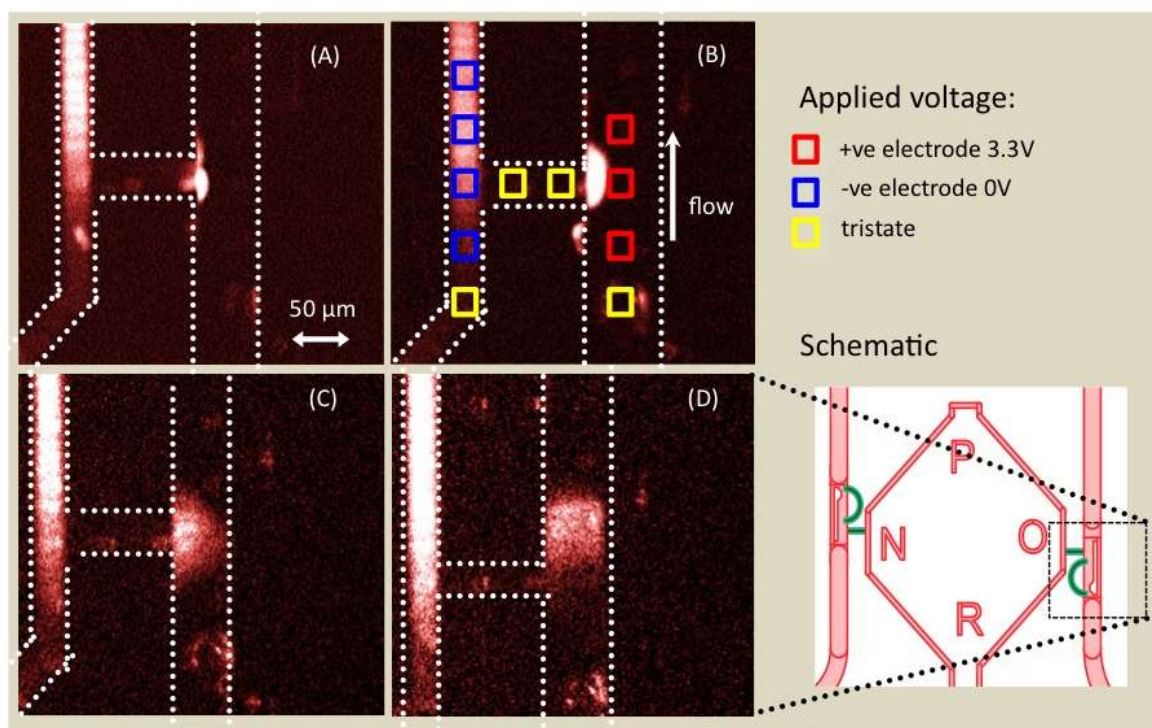 (A)
(B)
Applied voltage:
+ve electrode 3.3V
-ve electrode 0V
tristate
flow
50 µm
Schematic
(C)
(D)
P
N
O
R